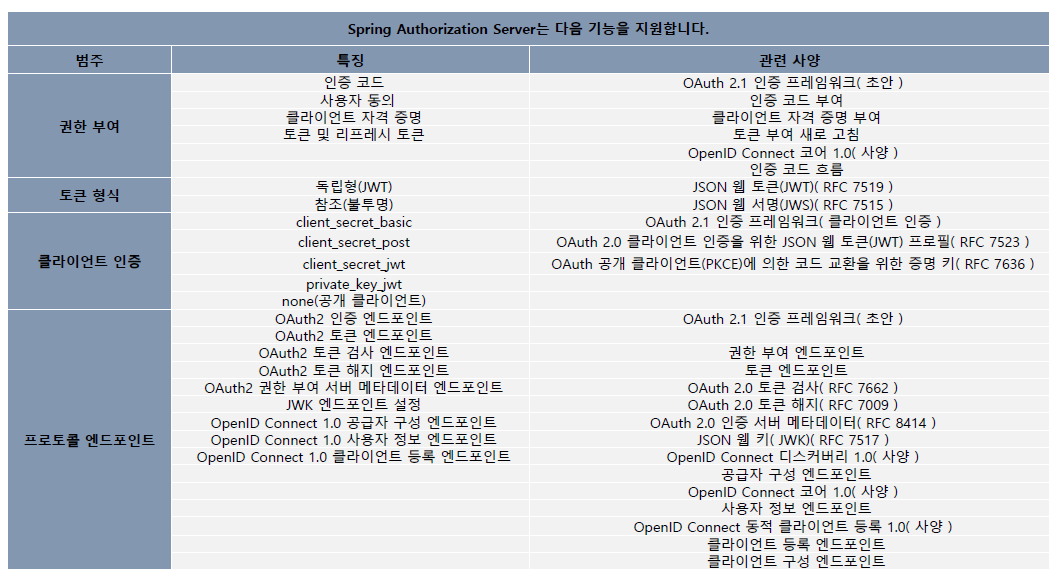 Spring Authorization Server는 다음 기능을 지원합니다.
범주 특징 관련 사양
권한 부여
인증 코드 OAuth 2.1 인증 프레임워크( 초안 )
사용자 동의 인증 코드 부여
클라이언트 자격 증명 클라이언트 자격 증명 부여
토큰 및 리프레시 토큰 토큰 부여 새로 고침
OpenID Connect 코어 1.0( 사양 )
인증 코드 흐름
토큰 형식
독립형(JWT) JSON 웹 토큰(JWT)( RFC 7519 )
참조(불투명) JSON 웹 서명(JWS)( RFC 7515 )
클라이언트 인증
client_secret_basic OAuth 2.1 인증 프레임워크( 클라이언트 인증 )
client_secret_post OAuth 2.0 클라이언트 인증을 위한 JSON 웹 토큰(JWT) 프로필( RFC 7523 )
client_secret_jwt OAuth 공개 클라이언트(PKCE)에 의한 코드 교환을 위한 증명 키( RFC 7636 )
private_key_jwt
none(공개 클라이언트)
프로토콜 엔드포인트
OAuth2 인증 엔드포인트 OAuth 2.1 인증 프레임워크( 초안 )
OAuth2 토큰 엔드포인트
OAuth2 토큰 검사 엔드포인트 권한 부여 엔드포인트
OAuth2 토큰 해지 엔드포인트 토큰 엔드포인트
OAuth2 권한 부여 서버 메타데이터 엔드포인트 OAuth 2.0 토큰 검사( RFC 7662 )
JWK 엔드포인트 설정 OAuth 2.0 토큰 해지( RFC 7009 )
OpenID Connect 1.0 공급자 구성 엔드포인트 OAuth 2.0 인증 서버 메타데이터( RFC 8414 )
OpenID Connect 1.0 사용자 정보 엔드포인트 JSON 웹 키( JWK)( RFC 7517 )
OpenID Connect 1.0 클라이언트 등록 엔드포인트 OpenID Connect 디스커버리 1.0( 사양 )
공급자 구성 엔드포인트
OpenID Connect 코어 1.0( 사양 )
사용자 정보 엔드포인트
OpenID Connect 동적 클라이언트 등록 1.0( 사양 )
클라이언트 등록 엔드포인트
클라이언트 구성 엔드포인트